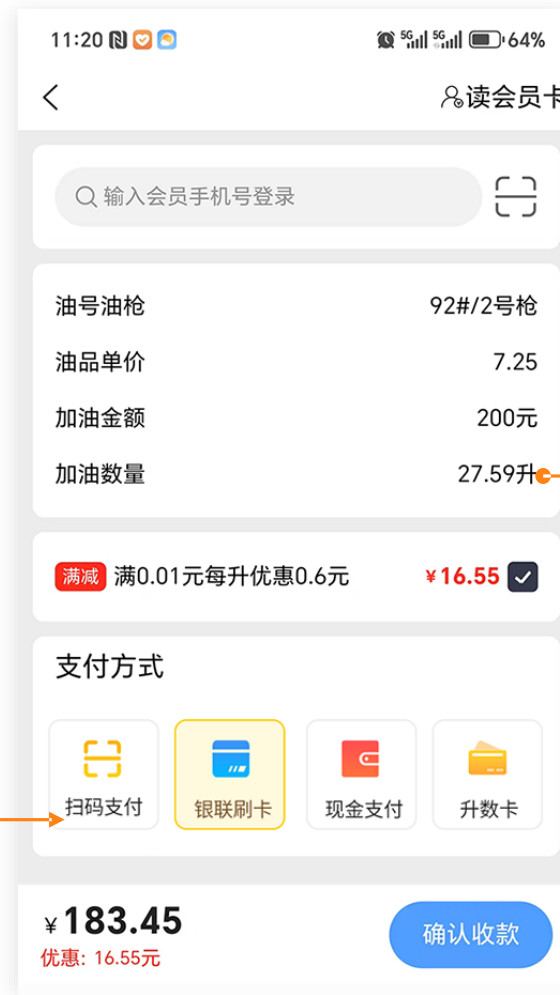 11:20 5G 5G 64%
读会员卡
输入会员手机号登录
油号油枪 92#/2号枪
油品单价 7.25
加油金额 200元
加油数量 27.59升
满减 满0.01元每升优惠0.6元 ¥16.55
支付方式
扫码支付 银联刷卡 现金支付 升数卡
¥183.45
优惠: 16.55元
确认收款